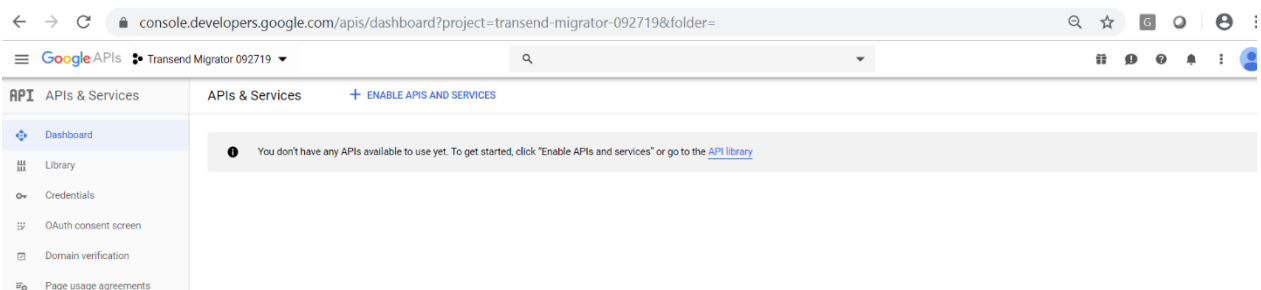 console.developers.google.com/apis/dashboard?project=transend-migrator-092719&folder=
G
Google APIs Transend Migrator 092719
API APIs & Services
APIs & Services + ENABLE APIS AND SERVICES
Dashboard
You don't have any APIs available to use yet. To get started, click "Enable APIs and services" or go to the API library
Library
Credentials
OAuth consent screen
Domain verification
Page usage agreements